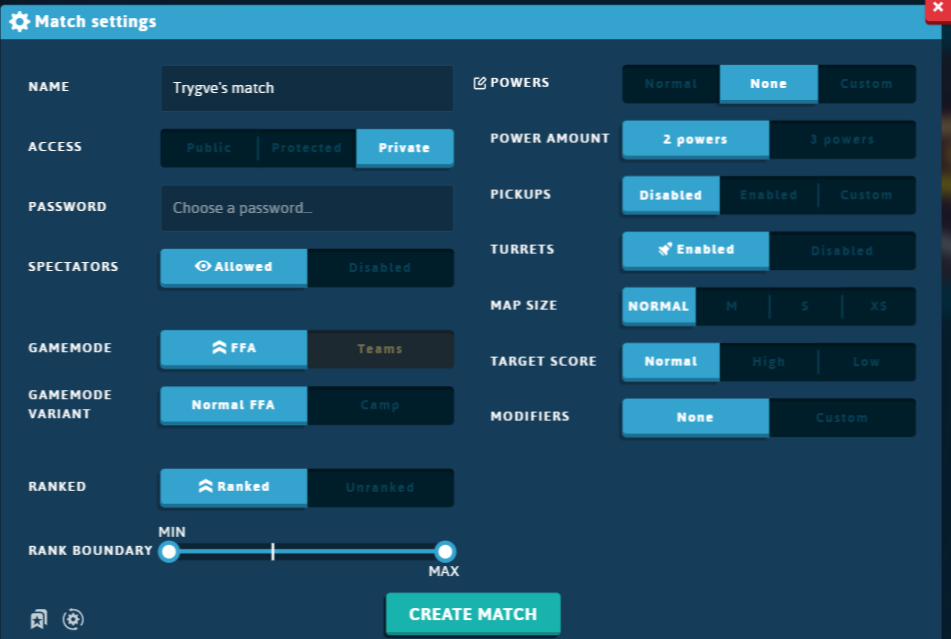 Match settings
NAME
Trygve's match
ACCESS
Public Protected Private
PASSWORD
Choose a password...
SPECTATORS
Allowed Disabled
GAMEMODE
FFA Teams
GAMEMODE
VARIANT
Normal FFA Camp
RANKED
Ranked Unranked
RANK BOUNDARY
MIN
MAX
POWERS
Normal None Custom
POWER AMOUNT
2 powers 3 powers
PICKUPS
Disabled Enabled Custom
TURRETS
Enabled Disabled
MAP SIZE
NORMAL M S XS
TARGET SCORE
Normal High Low
MODIFIERS
None Custom
CREATE MATCH